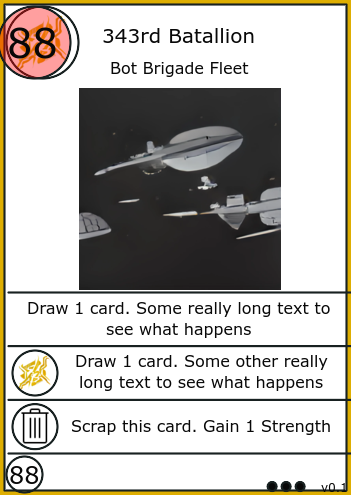 88
343rd Batallion
Bot Brigade Fleet
Draw 1 card. Some really long text to
see what happens
Draw 1 card. Some other really
long text to see what happens
Scrap this card. Gain 1 Strength
88
v0.1